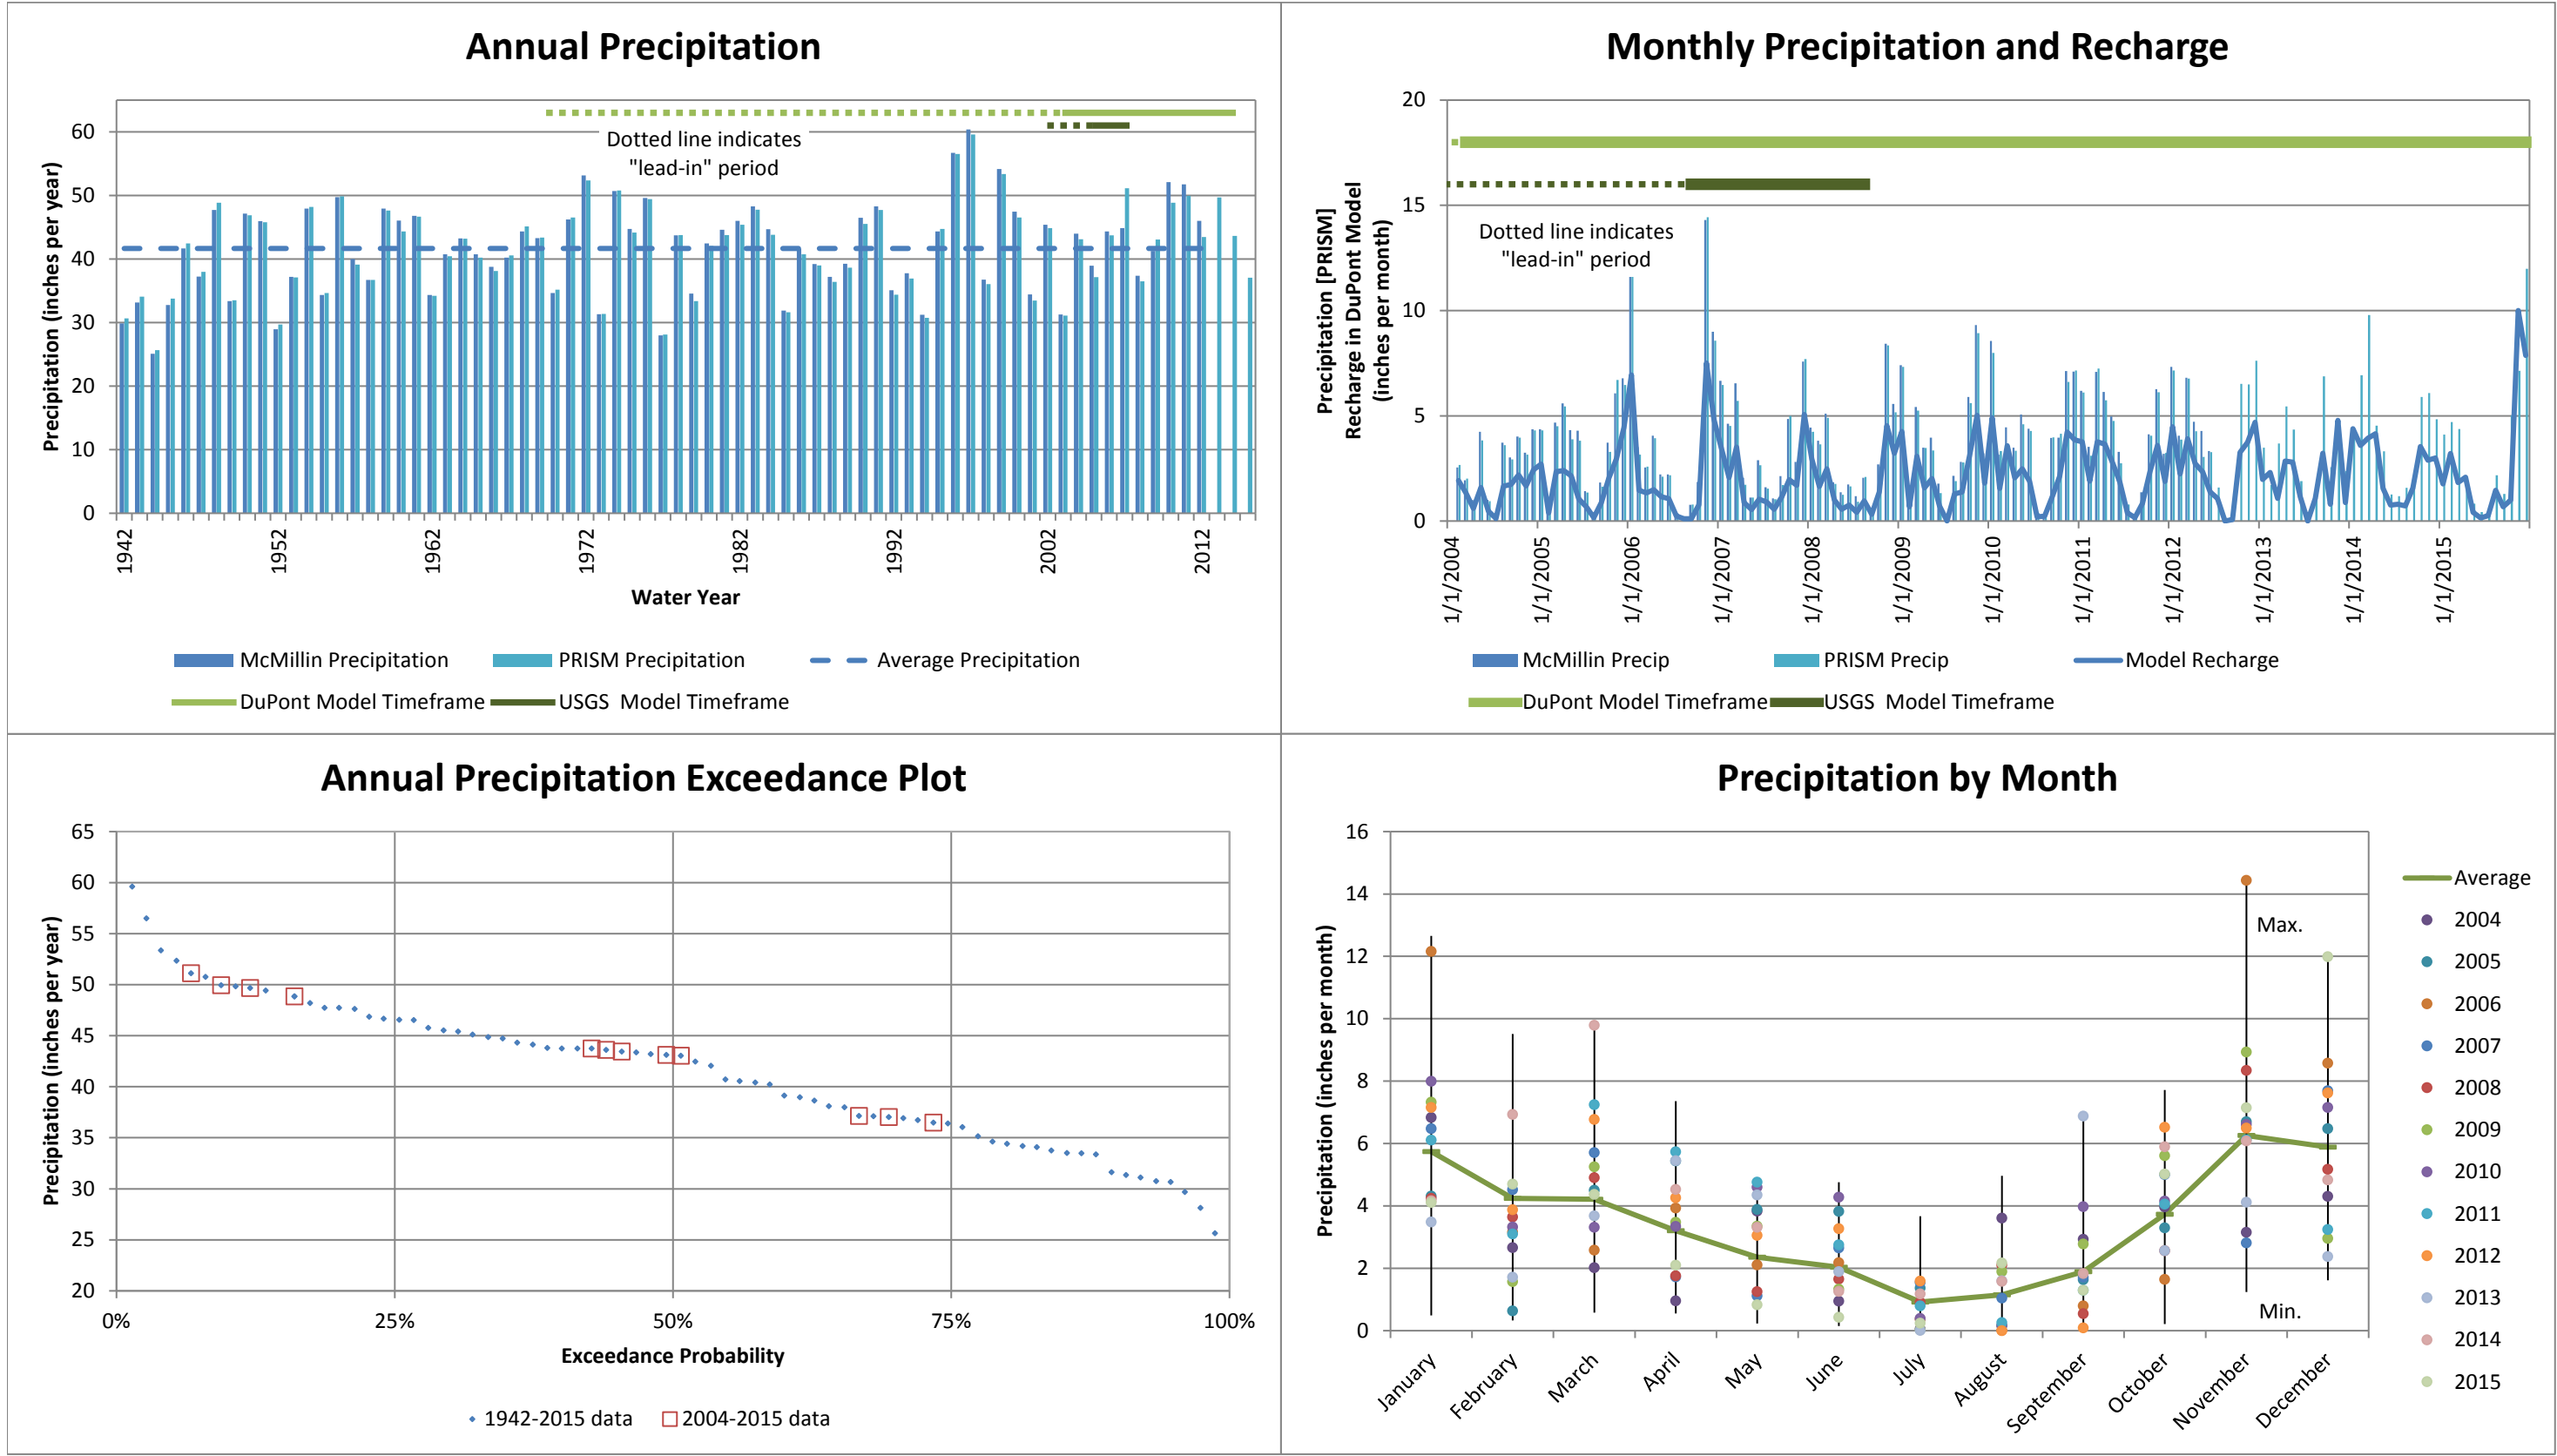 Annual Precipitation
Precipitation (inches per year)
60
50
40
30
20
10
0
Dotted line indicates
"lead-in" period
1942
1952
1962
1972
1982
1992
2002
2012
Water Year
McMillin Precipitation
PRISM Precipitation
Average Precipitation
DuPont Model Timeframe
USGS  Model Timeframe
Monthly Precipitation and Recharge
Precipitation [PRISM]
Recharge in DuPont Model
(inches per month)
20
15
10
5
0
Dotted line indicates
"lead-in" period
1/1/2004
1/1/2005
1/1/2006
1/1/2007
1/1/2008
1/1/2009
1/1/2010
1/1/2011
1/1/2012
1/1/2013
1/1/2014
1/1/2015
McMillin Precip
PRISM Precip
Model Recharge
DuPont Model Timeframe
USGS  Model Timeframe
Annual Precipitation Exceedance Plot
Precipitation (inches per year)
65
60
55
50
45
40
35
30
25
20
0%
25%
50%
75%
100%
Exceedance Probability
1942-2015 data
2004-2015 data
Precipitation by Month
Precipitation (inches per month)
16
14
12
10
8
6
4
2
0
Max.
Min.
January
February
March
April
May
June
July
August
September
October
November
December
Average
2004
2005
2006
2007
2008
2009
2010
2011
2012
2013
2014
2015